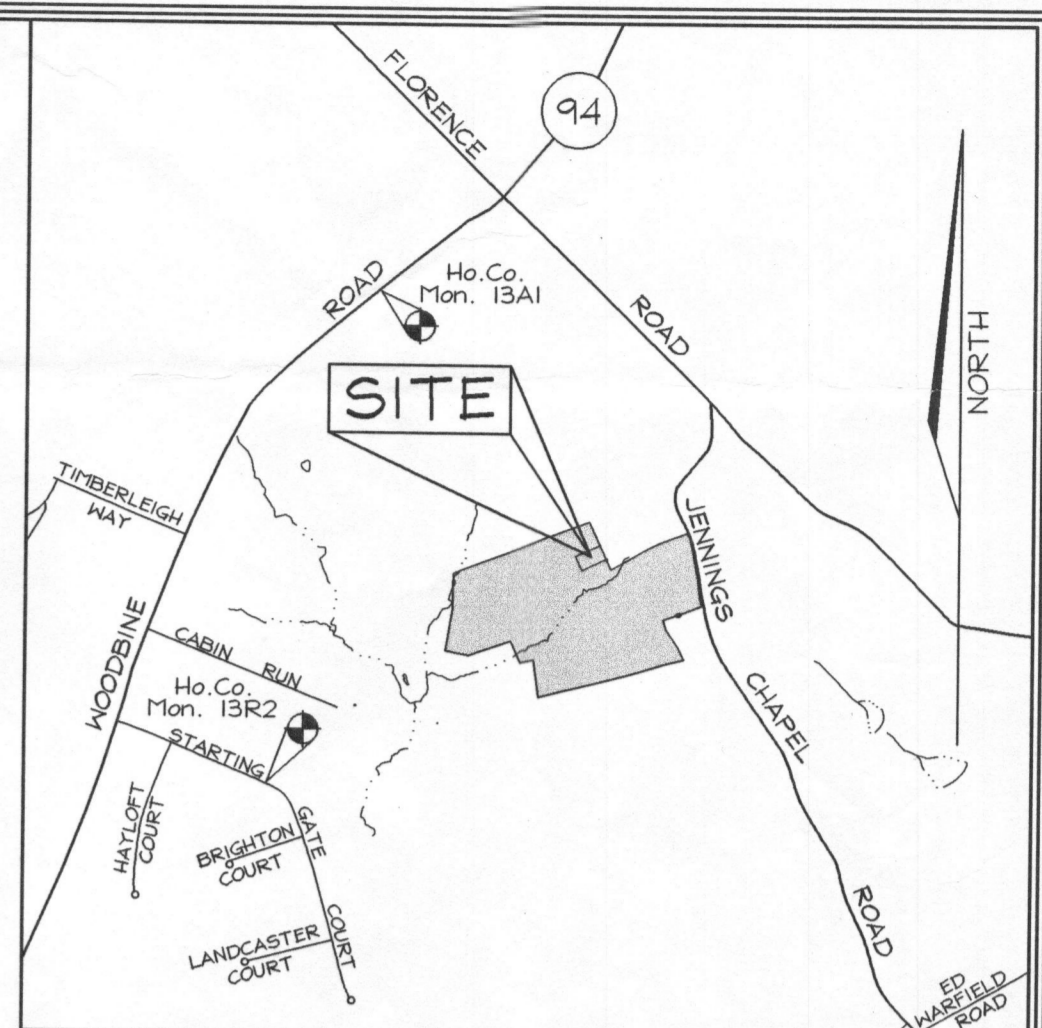 FLORENCE
94
Ho.Co.
Mon. 13A1
ROAD
ROAD
NORTH
SITE
TIMBERLEIGH
WAY
JENNINGS
WOODBINE
CABIN RUN
Ho.Co.
Mon. 13R2
STARTING
CHAPEL
HAYLOFT
COURT
GATE
BRIGHTON
COURT
ROAD
COURT
LANDCASTER
COURT
ED
WARFIELD
ROAD